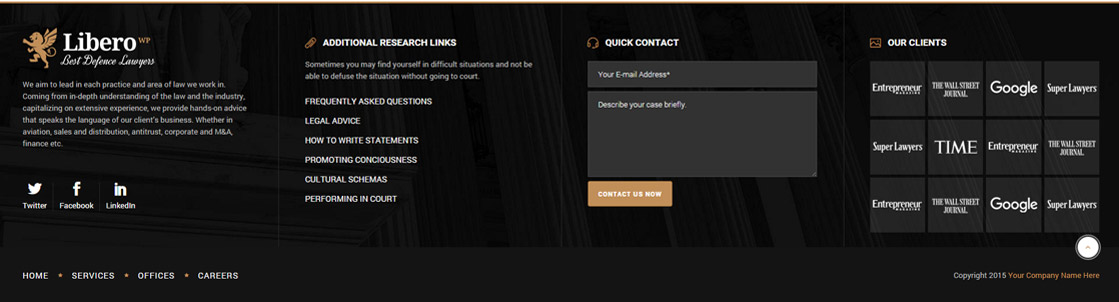 Libero WP
Best Defence Lawyers
We aim to lead in each practice and area of law we work in.
Coming from in-depth understanding of the law and the industry,
capitalizing on extensive experience, we provide hands-on advice
that speaks the language of our client's business. Whether in
aviation, sales and distribution, antitrust, corporate and M&A,
finance etc.
Twitter
Facebook
LinkedIn
ADDITIONAL RESEARCH LINKS
Sometimes you may find yourself in difficult situations and not be
able to defuse the situation without going to court.
FREQUENTLY ASKED QUESTIONS
LEGAL ADVICE
HOW TO WRITE STATEMENTS
PROMOTING CONCIOUSNESS
CULTURAL SCHEMAS
PERFORMING IN COURT
QUICK CONTACT
Your E-mail Address*
Describe your case briefly.
CONTACT US NOW
OUR CLIENTS
Entrepreneur MAGAZINE
THE WALL STREET
JOURNAL
Google
Super Lawyers
Super Lawyers
TIME
Entrepreneur MAGAZINE
THE WALL STREET
JOURNAL
Entrepreneur MAGAZINE
THE WALL STREET
JOURNAL
Google
Super Lawyers
HOME ★ SERVICES ★ OFFICES ★ CAREERS
Copyright 2015 Your Company Name Here